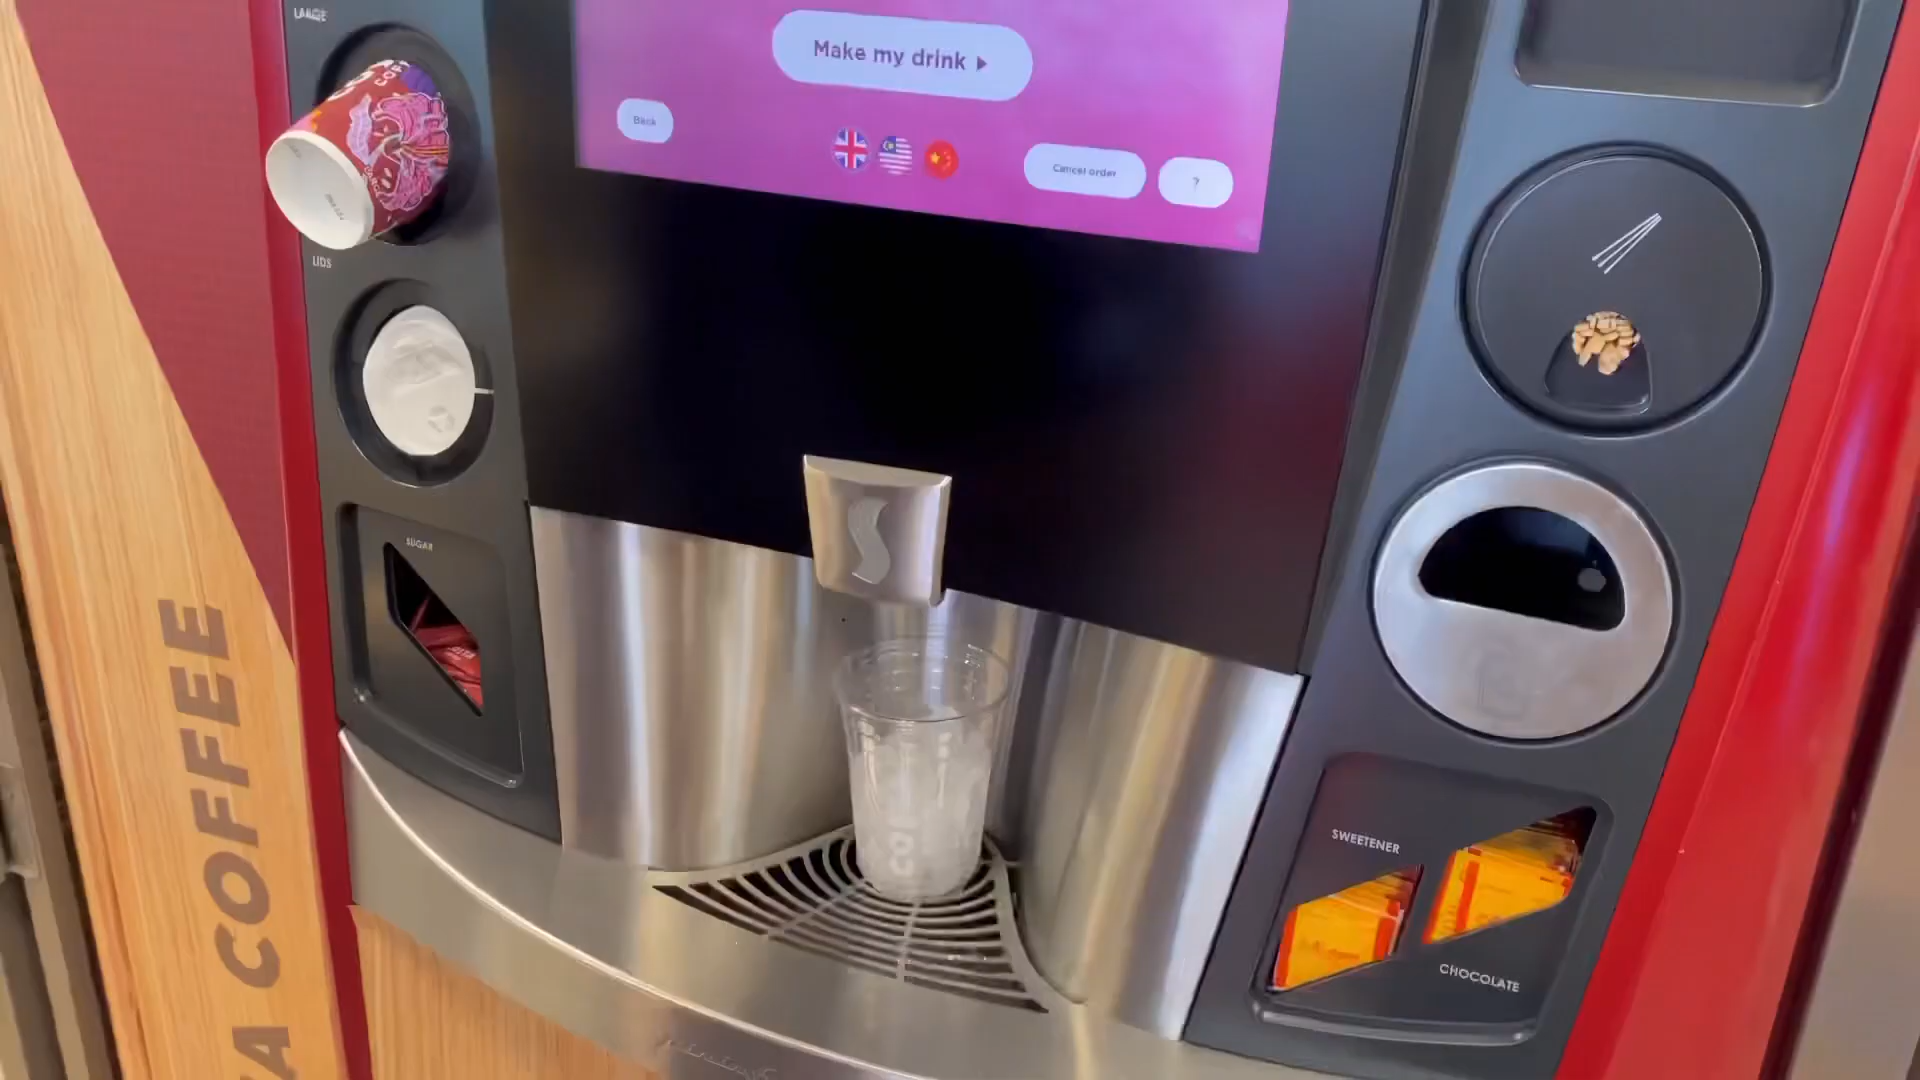 LARGE
Make my drink
Back
Cancel order
?
LIDS
SUGAR
SWEETENER
CHOCOLATE
A COFFEE